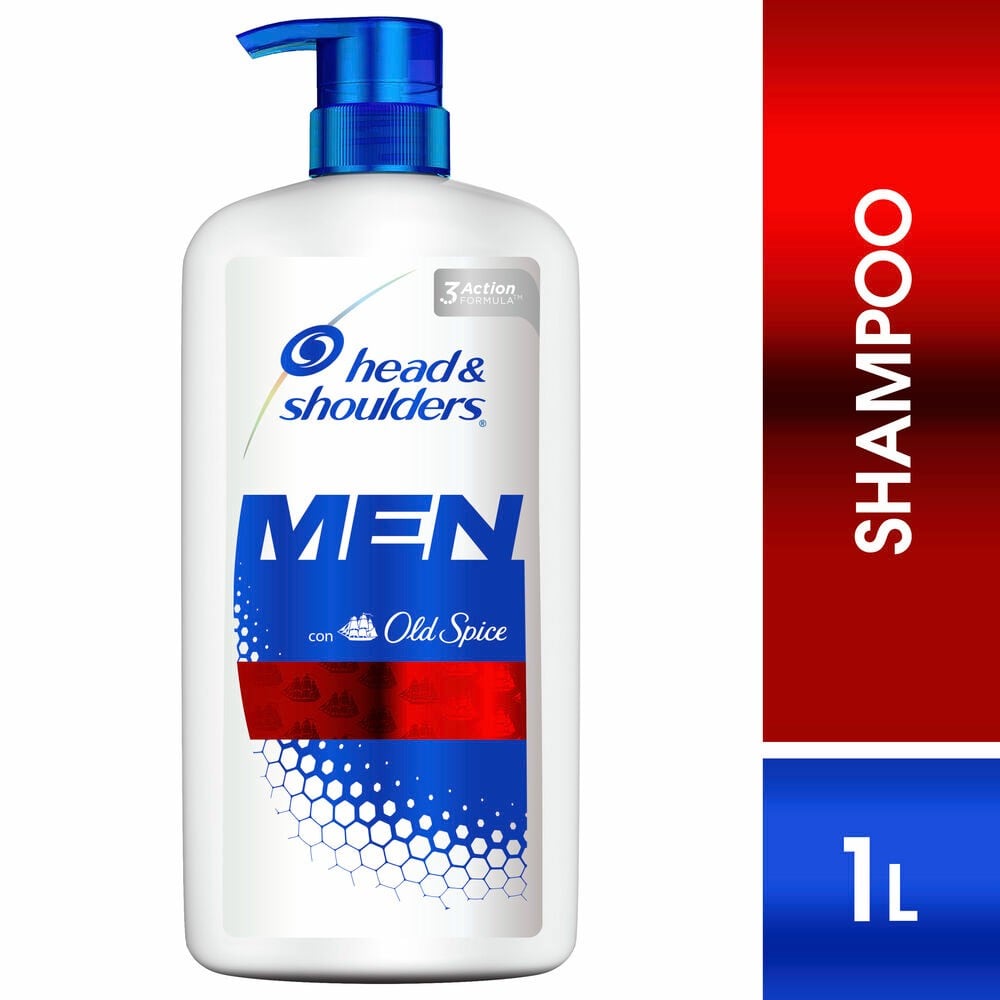 3 Action
FORMULA™
head &
shoulders®
MEN
con Old Spice
SHAMPOO
1L